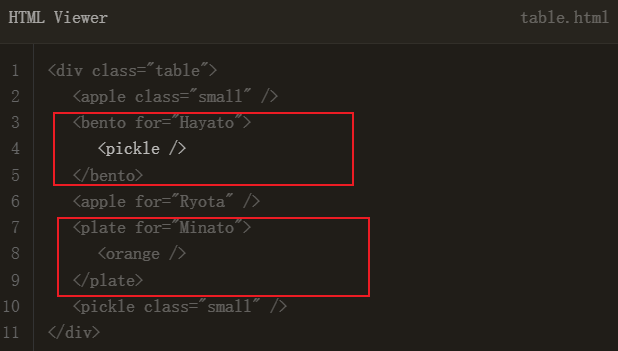 HTML Viewer table.html
1 <div class="table">
2 <apple class="small" />
3 <bento for="Hayato">
4 <pickle />
5 </bento>
6 <apple for="Ryota" />
7 <plate for="Minato">
8 <orange />
9 </plate>
10 <pickle class="small" />
11 </div>